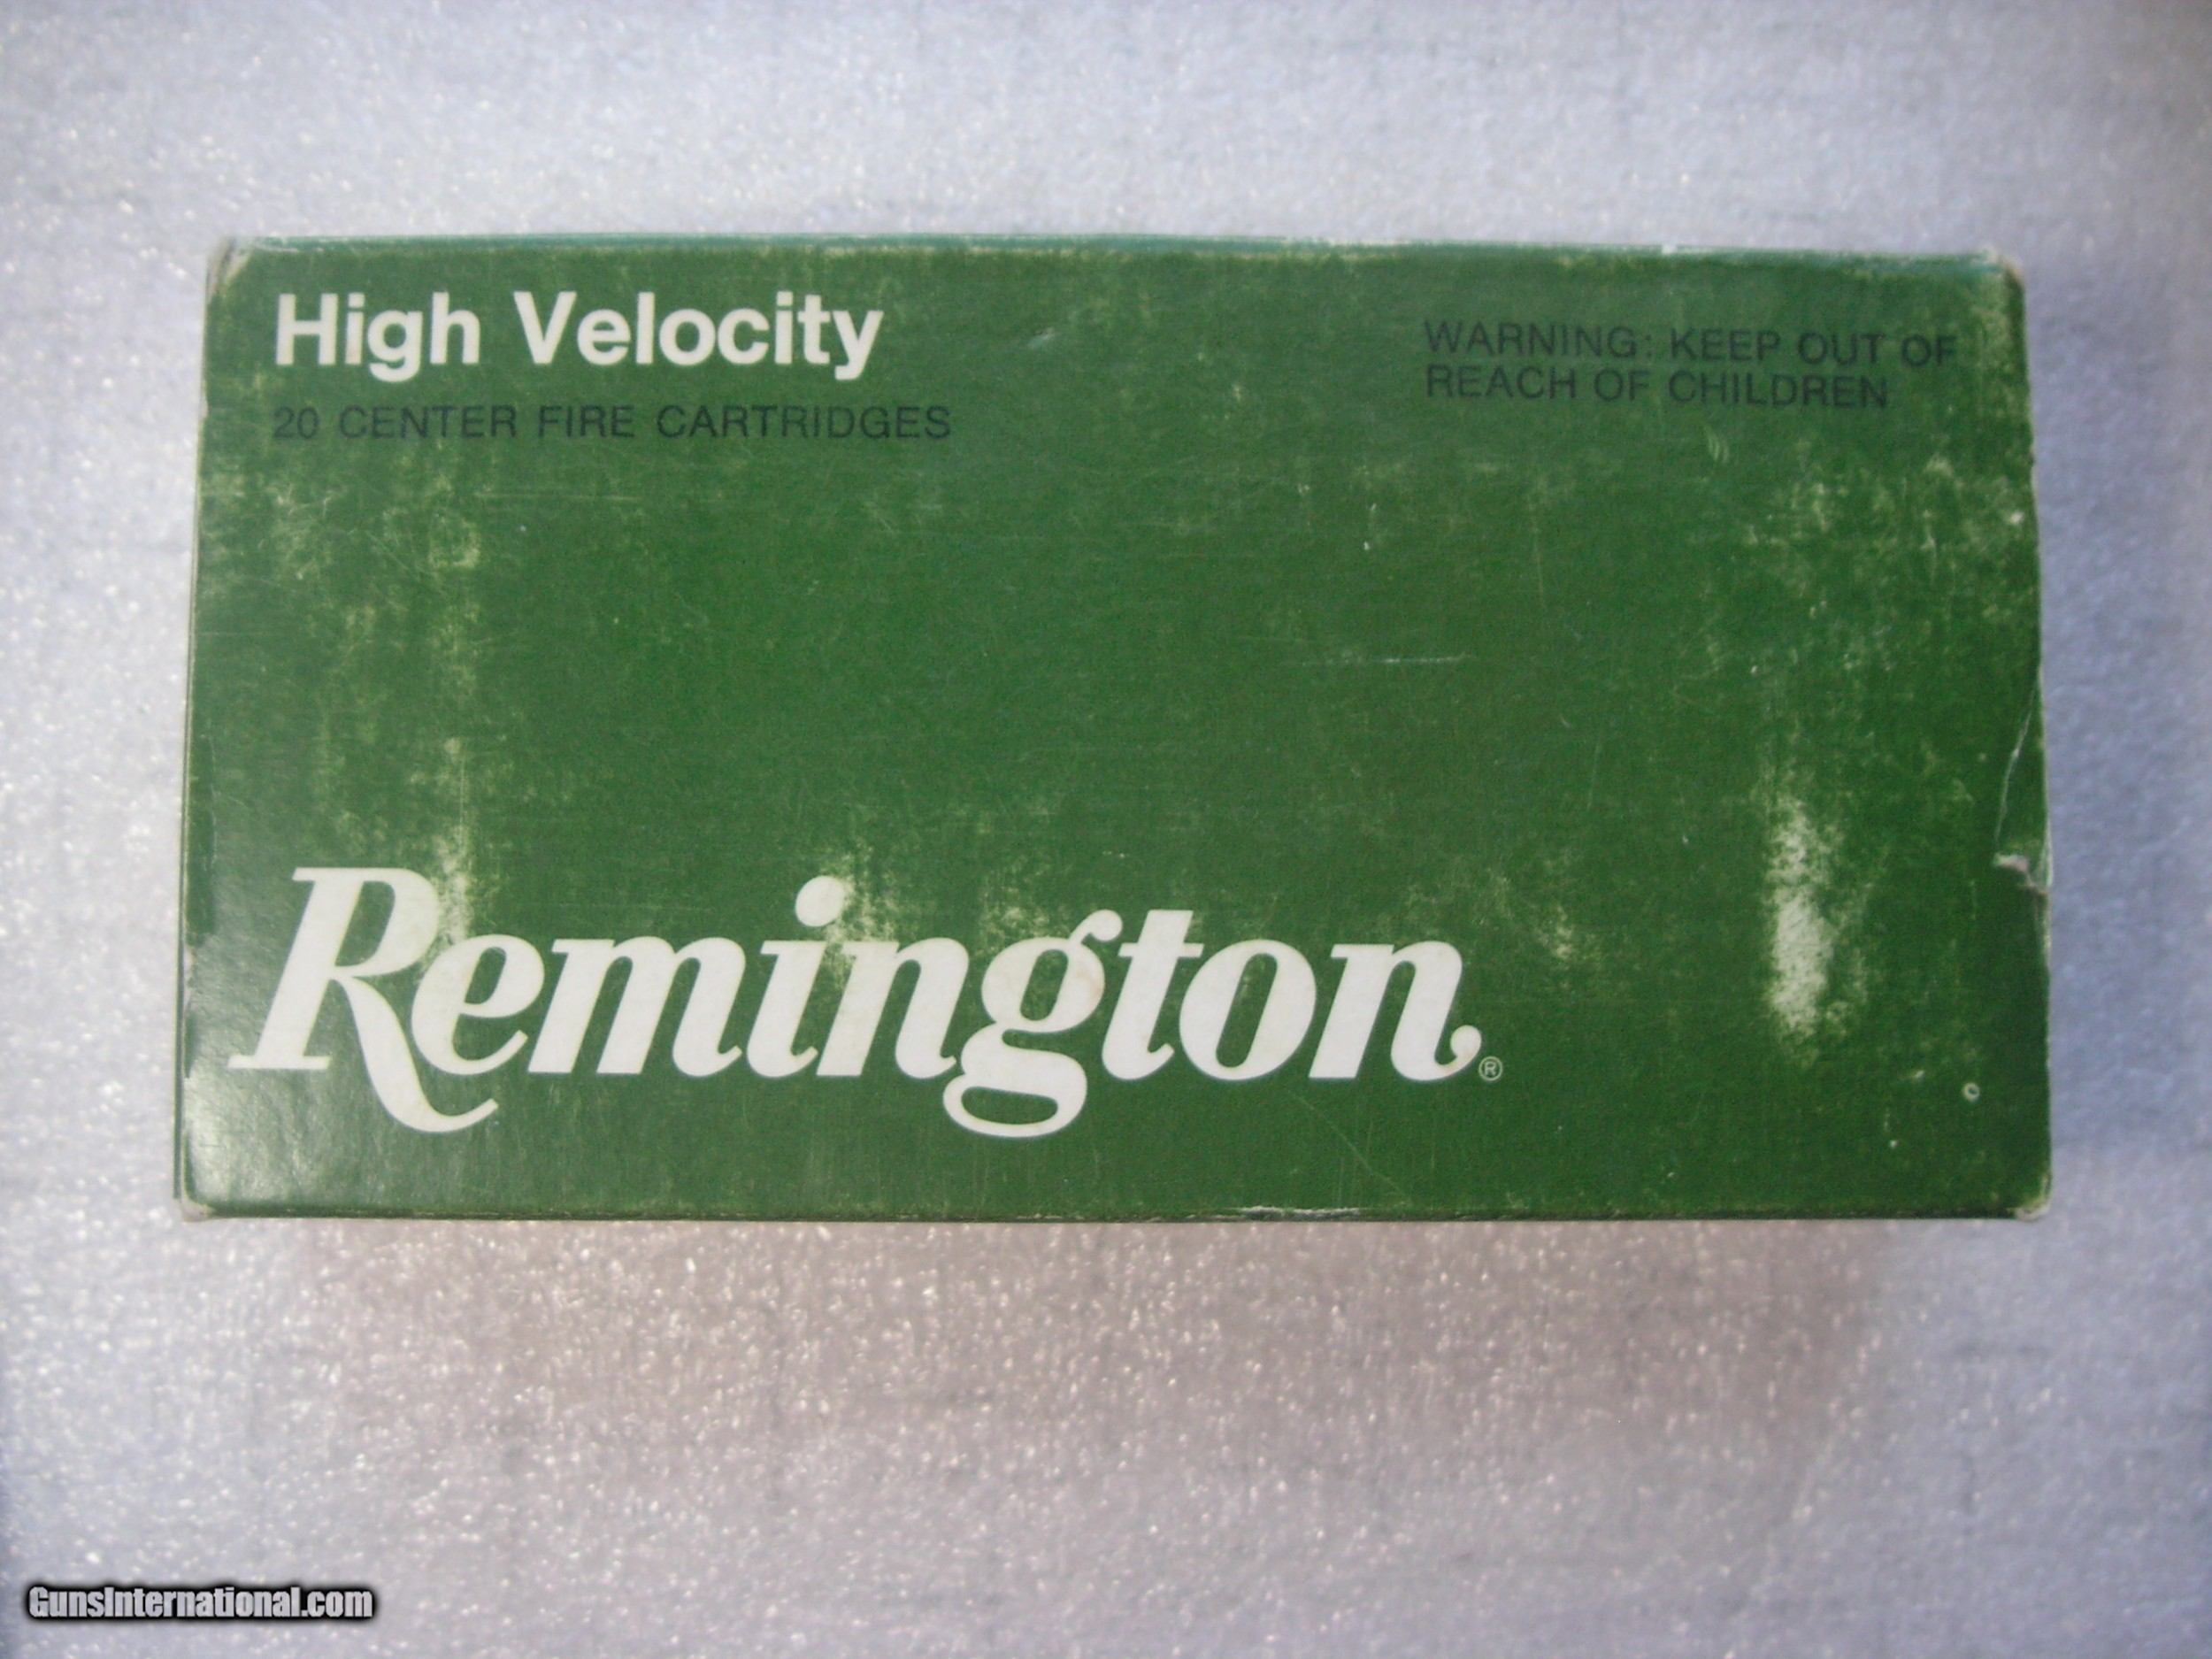 High Velocity
20 CENTER FIRE CARTRIDGES
WARNING: KEEP OUT OF
REACH OF CHILDREN
Remington®
GunsInternational.com